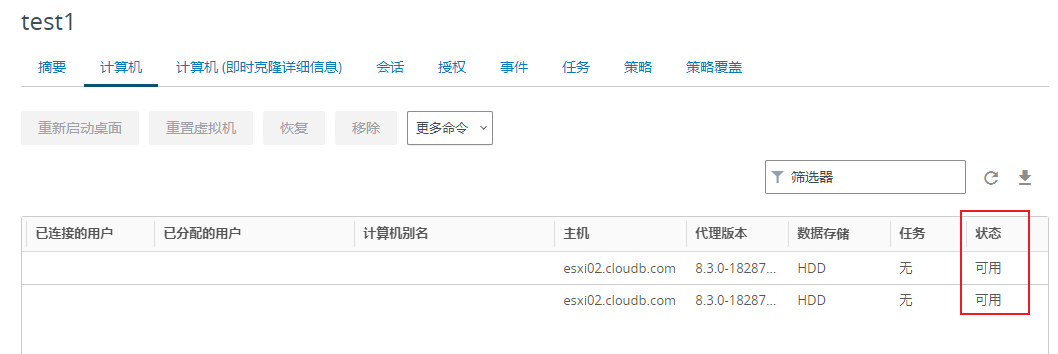 test1
摘要 计算机 计算机 (即时克隆详细信息) 会话 授权 事件 任务 策略 策略覆盖
重新启动桌面 重置虚拟机 恢复 移除 更多命令
筛选器
已连接的用户 已分配的用户 计算机别名 主机 代理版本 数据存储 任务 状态
esxi02.cloudb.com 8.3.0-18287... HDD 无 可用
esxi02.cloudb.com 8.3.0-18287... HDD 无 可用